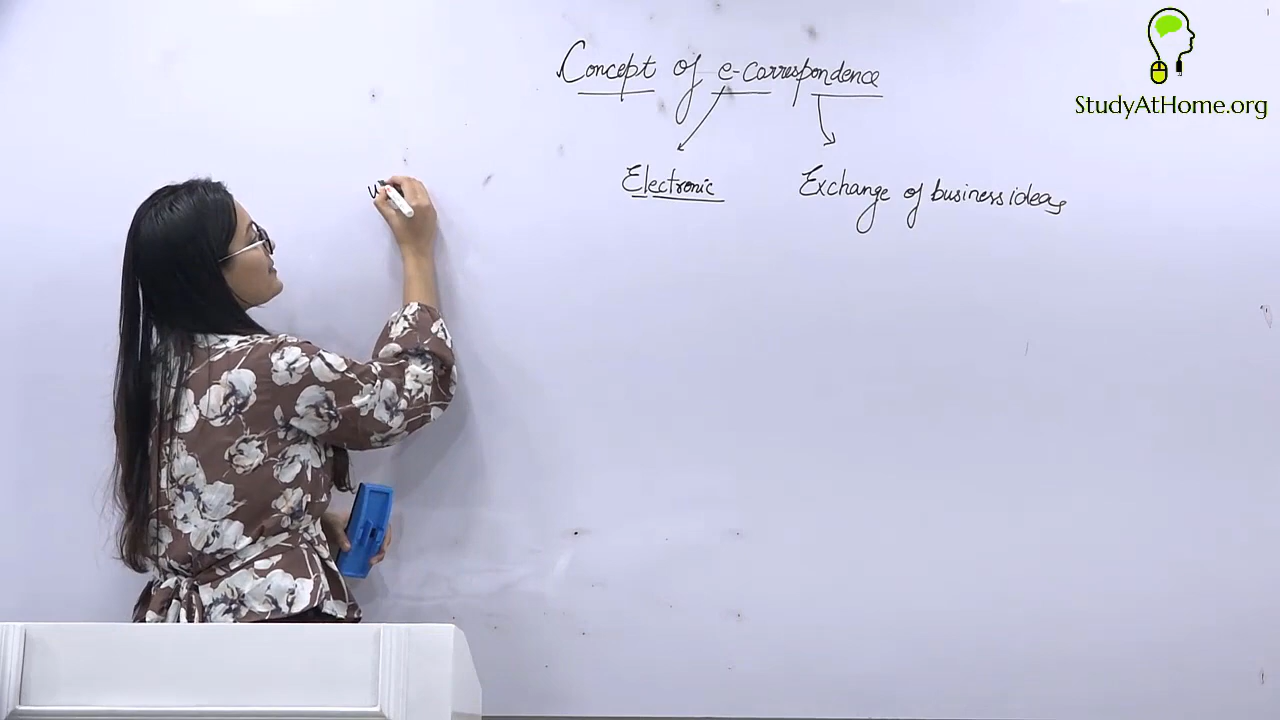 Concept of e-correspondence
StudyAtHome.org
Electronic
Exchange of business ideas